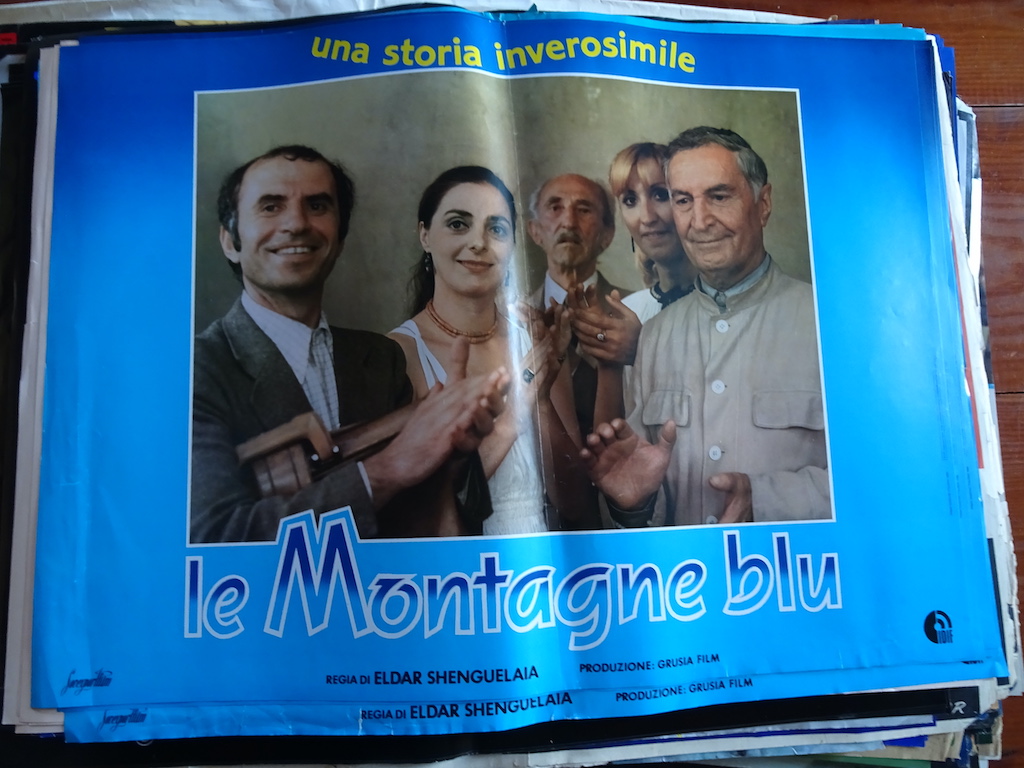 una storia inverosimile
le Montagne blu
IDIF
REGIA DI ELDAR SHENGUELAIA
PRODUZIONE: GRUSIA FILM
REGIA DI ELDAR SHENGUELAIA
PRODUZIONE: GRUSIA FILM
R